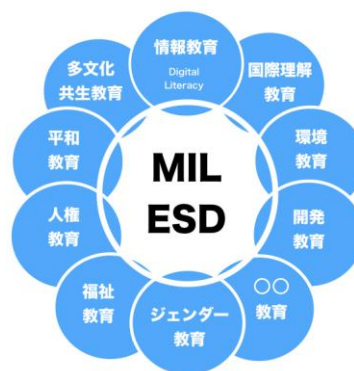 情報教育
Digital
Literacy
国際理解
教育
環境
教育
開発
教育
○○
教育
ジェンダー
教育
福祉
教育
人権
教育
平和
教育
多文化
共生教育
MIL
ESD